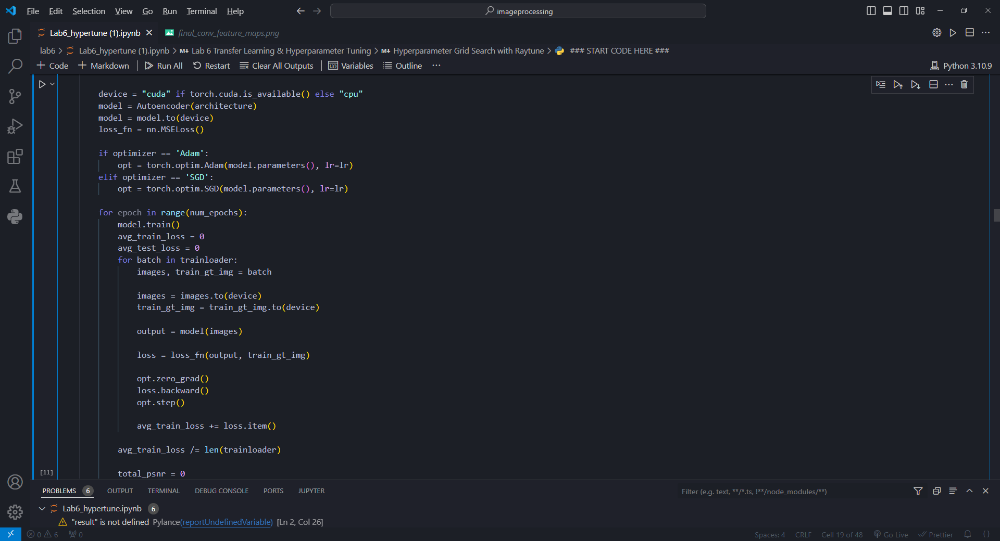 File Edit Selection View Go Run Terminal Help imageprocessing
Lab6_hypertune (1).ipynb final_conv_feature_maps.png
lab6 > Lab6_hypertune (1).ipynb > M↓ Lab 6 Transfer Learning & Hyperparameter Tuning > M↓ Hyperparameter Grid Search with Raytune > ### START CODE HERE ###
+ Code + Markdown Run All Restart Clear All Outputs Variables Outline ... Python 3.10.9
device = "cuda" if torch.cuda.is_available() else "cpu"
model = Autoencoder(architecture)
model = model.to(device)
loss_fn = nn.MSELoss()
if optimizer == 'Adam':
opt = torch.optim.Adam(model.parameters(), lr=lr)
elif optimizer == 'SGD':
opt = torch.optim.SGD(model.parameters(), lr=lr)
for epoch in range(num_epochs):
model.train()
avg_train_loss = 0
avg_test_loss = 0
for batch in trainloader:
images, train_gt_img = batch
images = images.to(device)
train_gt_img = train_gt_img.to(device)
output = model(images)
loss = loss_fn(output, train_gt_img)
opt.zero_grad()
loss.backward()
opt.step()
avg_train_loss += loss.item()
avg_train_loss /= len(trainloader)
[11]
total_psnr = 0
PROBLEMS 6 OUTPUT TERMINAL DEBUG CONSOLE PORTS JUPYTER Filter (e.g. text, **/*.ts, !**/node_modules/**)
Lab6_hypertune.ipynb 6
"result" is not defined Pylance(reportUndefinedVariable) [Ln 2, Col 26]
0 6 0 Spaces: 4 CRLF Cell 19 of 48 Go Live Prettier